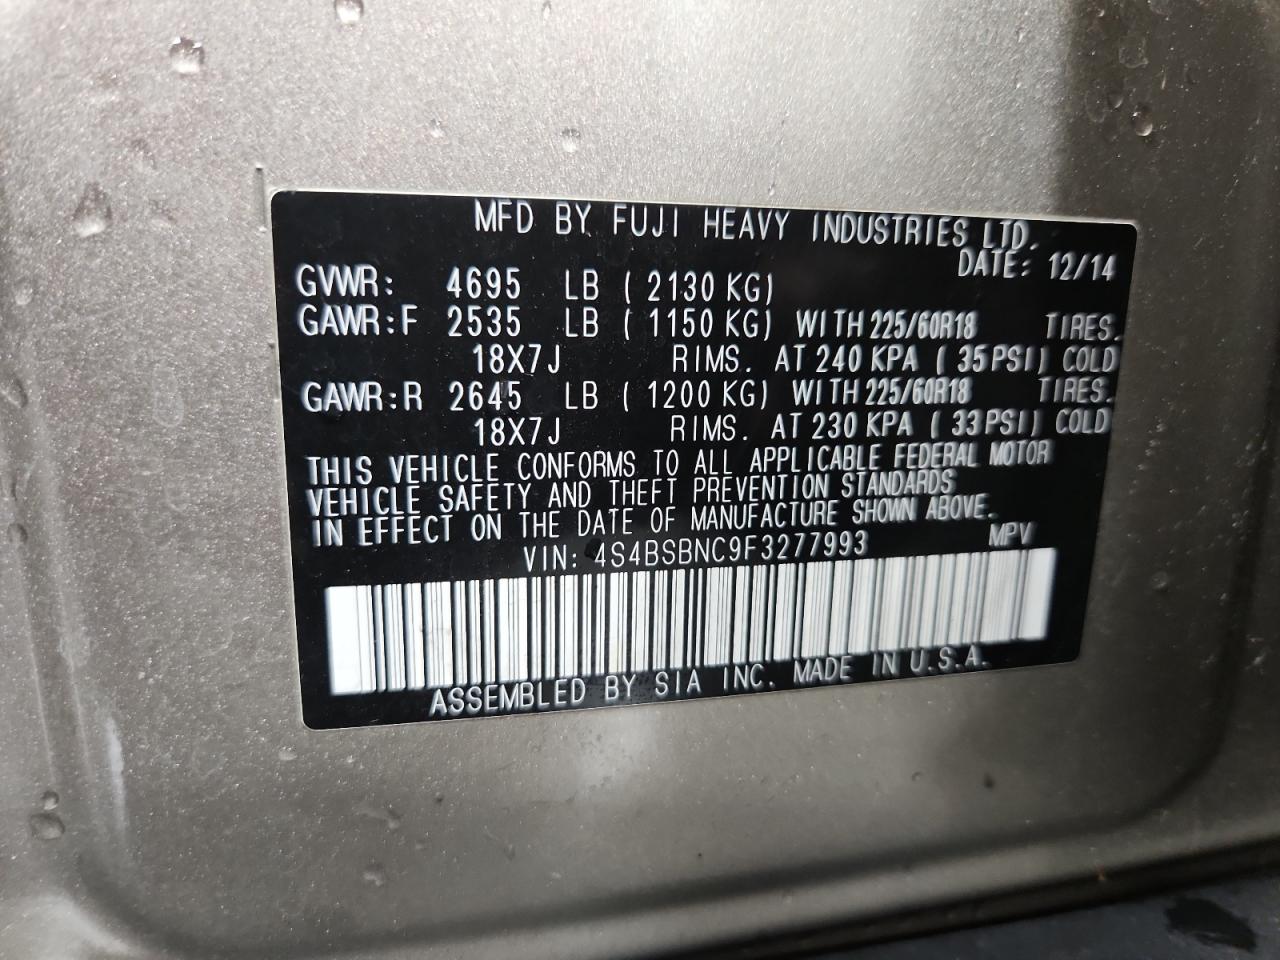 MFD BY FUJI HEAVY INDUSTRIES LTD.
DATE: 12/14
GVWR: 4695 LB ( 2130 KG)
GAWR:F 2535 LB ( 1150 KG) WITH 225/60R18 TIRES.
18X7J RIMS. AT 240 KPA ( 35PSI) COLD
GAWR:R 2645 LB ( 1200 KG) WITH 225/60R18 TIRES.
18X7J RIMS. AT 230 KPA ( 33PSI) COLD
THIS VEHICLE CONFORMS TO ALL APPLICABLE FEDERAL MOTOR
VEHICLE SAFETY AND THEFT PREVENTION STANDARDS
IN EFFECT ON THE DATE OF MANUFACTURE SHOWN ABOVE.
VIN: 4S4BSBNC9F3277993 MPV
ASSEMBLED BY SIA INC. MADE IN U.S.A.